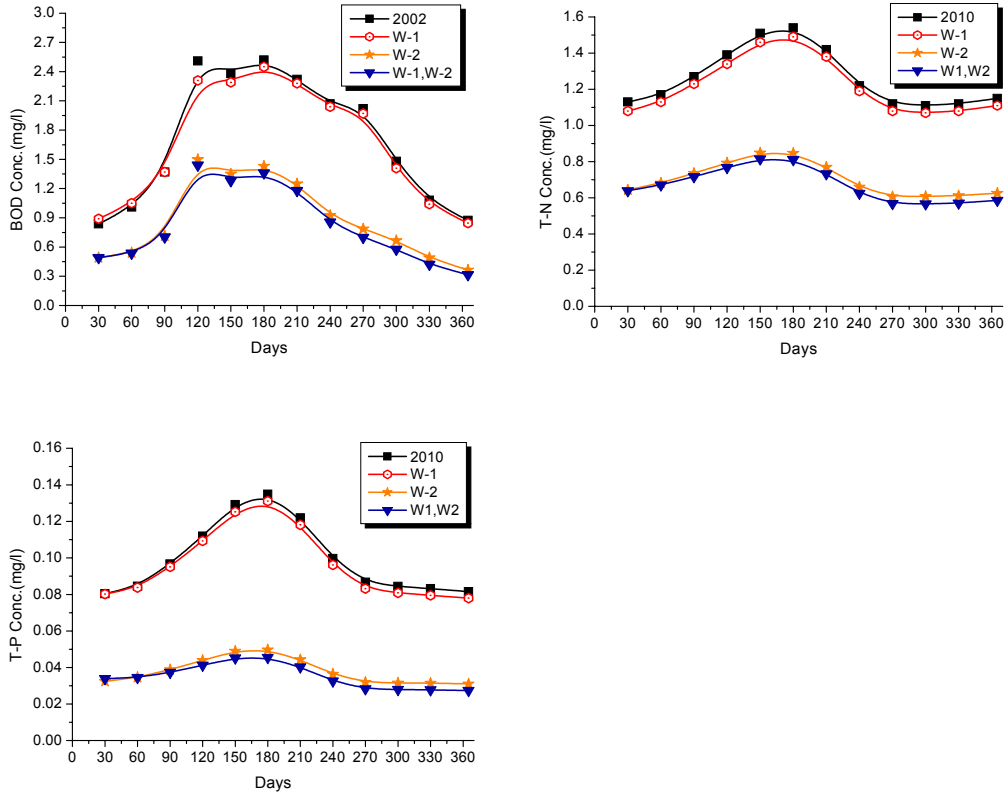 3.0
2.7
2.4
2.1
1.8
1.5
1.2
0.9
0.6
0.3
0.0
BOD Conc.(mg/l)
2002
W-1
W-2
W-1,W-2
0 30 60 90 120 150 180 210 240 270 300 330 360
Days
1.6
1.4
1.2
1.0
0.8
0.6
0.4
0.2
0.0
T-N Conc.(mg/l)
2010
W-1
W-2
W1,W2
0 30 60 90 120 150 180 210 240 270 300 330 360
Days
0.16
0.14
0.12
0.10
0.08
0.06
0.04
0.02
0.00
T-P Conc.(mg/l)
2010
W-1
W-2
W1,W2
0 30 60 90 120 150 180 210 240 270 300 330 360
Days